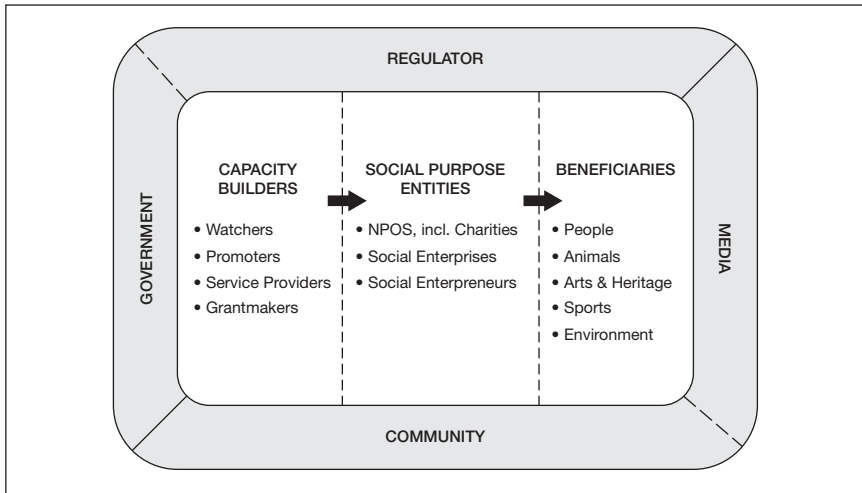 REGULATOR
GOVERNMENT
CAPACITY
BUILDERS
• Watchers
• Promoters
• Service Providers
• Grantmakers
SOCIAL PURPOSE
ENTITIES
• NPOS, incl. Charities
• Social Enterprises
• Social Enterpreneurs
BENEFICIARIES
• People
• Animals
• Arts & Heritage
• Sports
• Environment
MEDIA
COMMUNITY